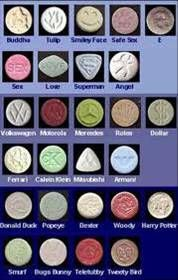 Buddha Tulip Smiley Face Safe Sex E
Sex Love Superman Angel
Volkswagen Motorola Mercedes Rolex Dollar
Ferrari Calvin Klein Mitsubishi Armani
Donald Duck Popeye Dexter Woody Harry Potter
Smurf Bugs Bunny Teletubby Tweety Bird